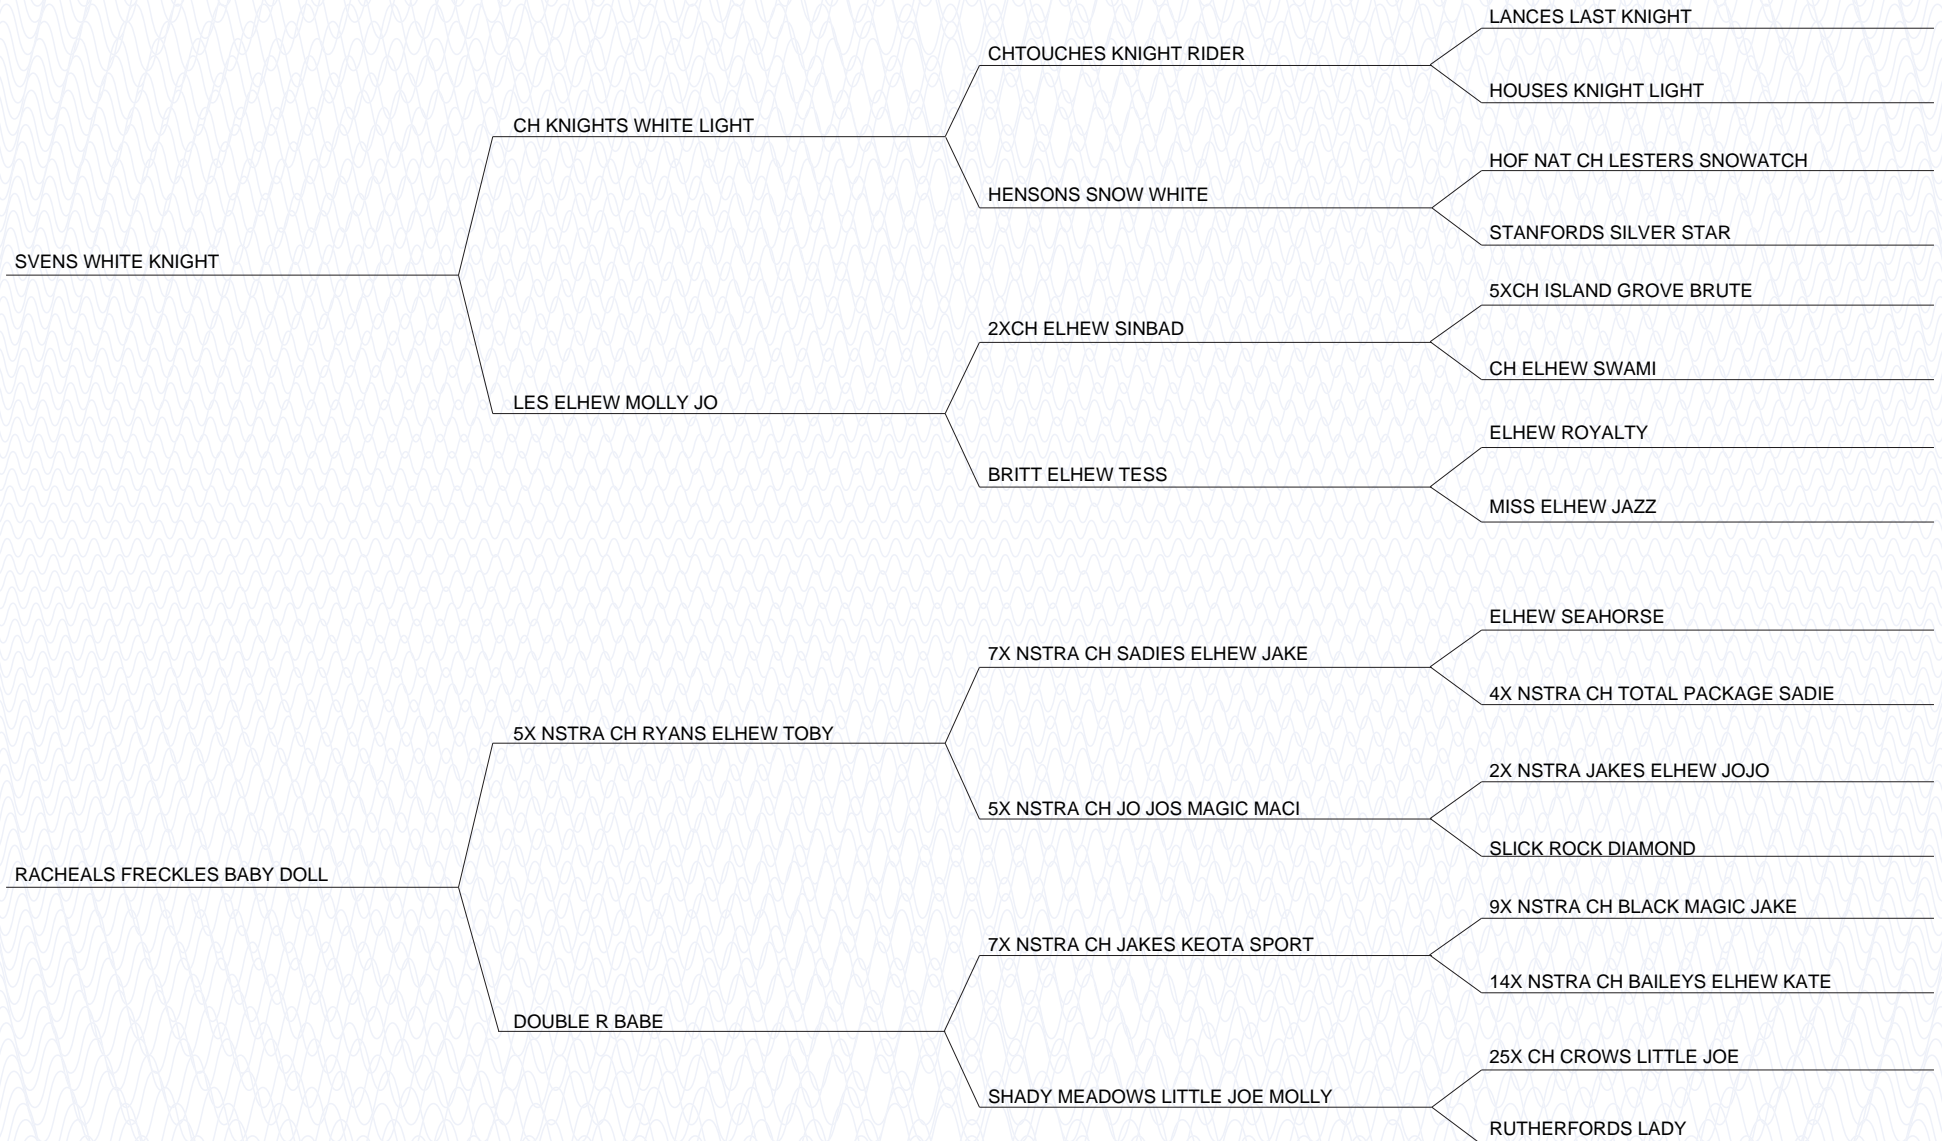 SVENS WHITE KNIGHT
CH KNIGHTS WHITE LIGHT
CHTOUCHES KNIGHT RIDER
LANCES LAST KNIGHT
HOUSES KNIGHT LIGHT
HENSONS SNOW WHITE
HOF NAT CH LESTERS SNOWATCH
STANFORDS SILVER STAR
LES ELHEW MOLLY JO
2XCH ELHEW SINBAD
5XCH ISLAND GROVE BRUTE
CH ELHEW SWAMI
BRITT ELHEW TESS
ELHEW ROYALTY
MISS ELHEW JAZZ
RACHEALS FRECKLES BABY DOLL
5X NSTRA CH RYANS ELHEW TOBY
7X NSTRA CH SADIES ELHEW JAKE
ELHEW SEAHORSE
4X NSTRA CH TOTAL PACKAGE SADIE
5X NSTRA CH JO JOS MAGIC MACI
2X NSTRA JAKES ELHEW JOJO
SLICK ROCK DIAMOND
DOUBLE R BABE
7X NSTRA CH JAKES KEOTA SPORT
9X NSTRA CH BLACK MAGIC JAKE
14X NSTRA CH BAILEYS ELHEW KATE
SHADY MEADOWS LITTLE JOE MOLLY
25X CH CROWS LITTLE JOE
RUTHERFORDS LADY